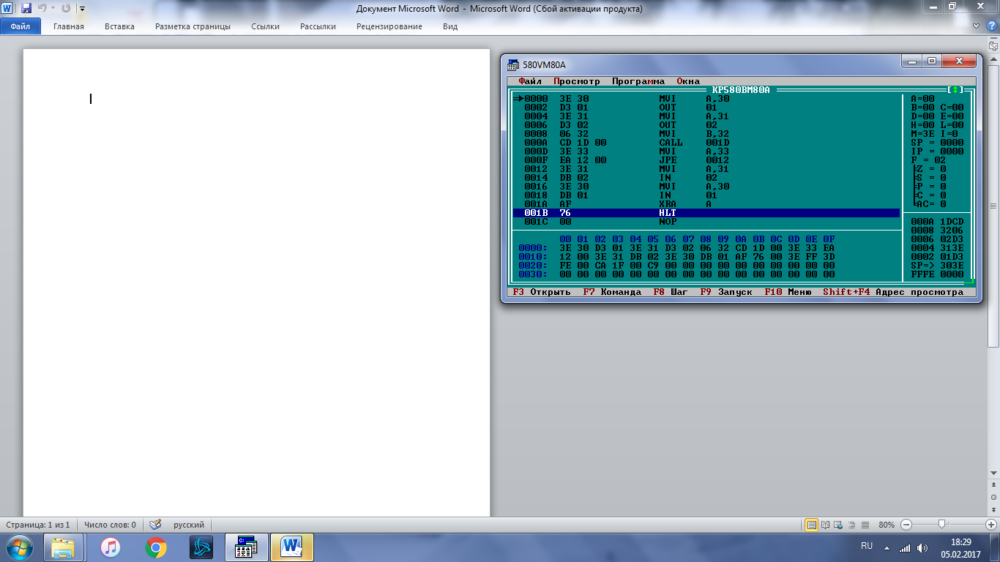 Документ Microsoft Word - Microsoft Word (Сбой активации продукта)
Файл Главная Вставка Разметка страницы Ссылки Рассылки Рецензирование Вид
580VM80A
Файл Просмотр Программа Окна
КР580ВМ80А [↕]
0000 3E 30 MVI A,30 A=00
0002 D3 01 OUT 01 B=00 C=00
0004 3E 31 MVI A,31 D=00 E=00
0006 D3 02 OUT 02 H=00 L=00
0008 06 32 MVI B,32 M=3E I=0
000A CD 1D 00 CALL 001D SP = 0000
000D 3E 33 MVI A,33 IP = 0000
000F EA 12 00 JPE 0012 F = 02
0012 3E 31 MVI A,31 Z = 0
0014 DB 02 IN 02 S = 0
0016 3E 30 MVI A,30 P = 0
0018 DB 01 IN 01 C = 0
001A AF XRA A AC= 0
001B 76 HLT
001C 00 NOP 000A 1DCD
0008 3206
00 01 02 03 04 05 06 07 08 09 0A 0B 0C 0D 0E 0F 0006 02D3
0000: 3E 30 D3 01 3E 31 D3 02 06 32 CD 1D 00 3E 33 EA 0004 313E
0010: 12 00 3E 31 DB 02 3E 30 DB 01 AF 76 00 3E FF 3D 0002 01D3
0020: FE 00 CA 1F 00 C9 00 00 00 00 00 00 00 00 00 00 SP=> 303E
0030: 00 00 00 00 00 00 00 00 00 00 00 00 00 00 00 00 FFFE 0000
F3 Открыть F7 Команда F8 Шаг F9 Запуск F10 Меню Shift+F4 Адрес просмотра
Страница: 1 из 1 Число слов: 0 русский 80%
RU 18:29
05.02.2017